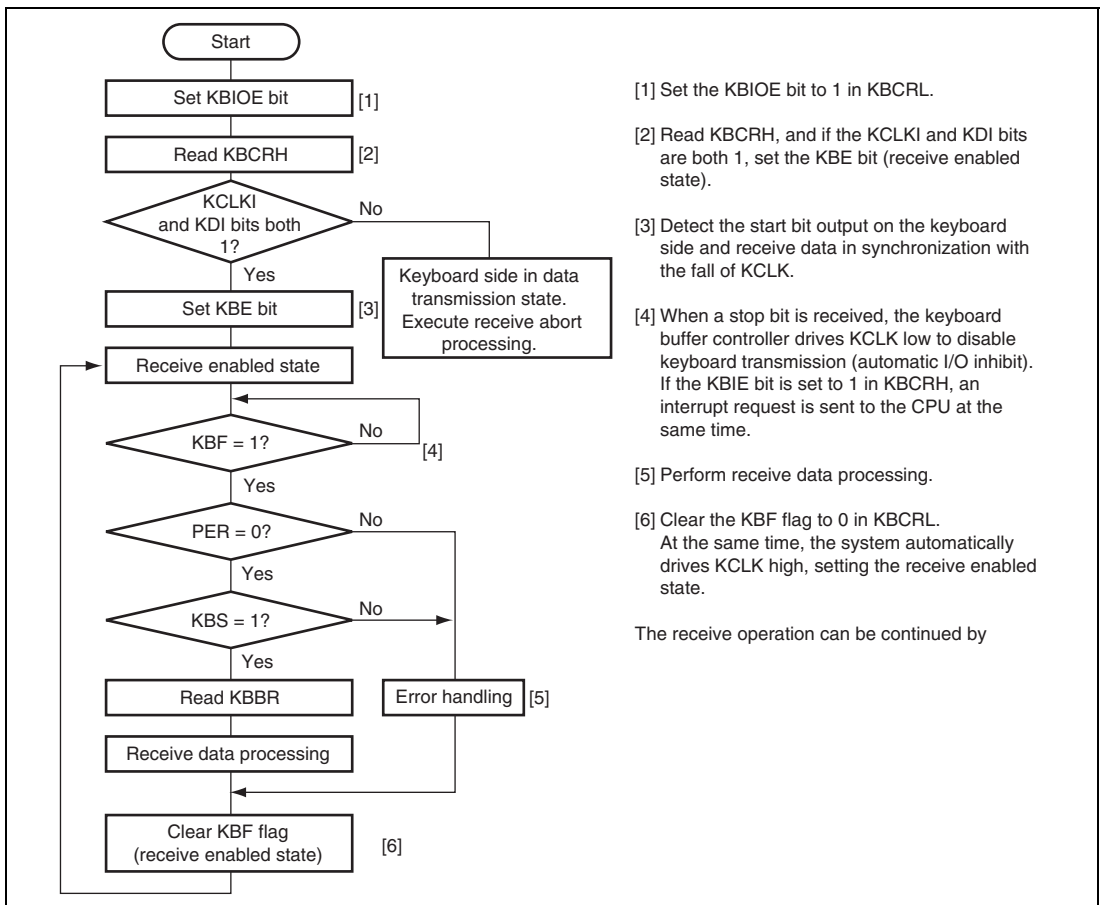 Start
Set KBIOE bit
[1]
Read KBCRH
[2]
KCLKI
and KDI bits both
1?
No
Yes
Keyboard side in data
transmission state.
Execute receive abort
processing.
Set KBE bit
[3]
Receive enabled state
KBF = 1?
No
[4]
Yes
PER = 0?
No
Yes
KBS = 1?
No
Yes
Read KBBR
Error handling
[5]
Receive data processing
Clear KBF flag
(receive enabled state)
[6]
[1] Set the KBIOE bit to 1 in KBCRL.
[2] Read KBCRH, and if the KCLKI and KDI bits
are both 1, set the KBE bit (receive enabled
state).
[3] Detect the start bit output on the keyboard
side and receive data in synchronization with
the fall of KCLK.
[4] When a stop bit is received, the keyboard
buffer controller drives KCLK low to disable
keyboard transmission (automatic I/O inhibit).
If the KBIE bit is set to 1 in KBCRH, an
interrupt request is sent to the CPU at the
same time.
[5] Perform receive data processing.
[6] Clear the KBF flag to 0 in KBCRL.
At the same time, the system automatically
drives KCLK high, setting the receive enabled
state.
The receive operation can be continued by